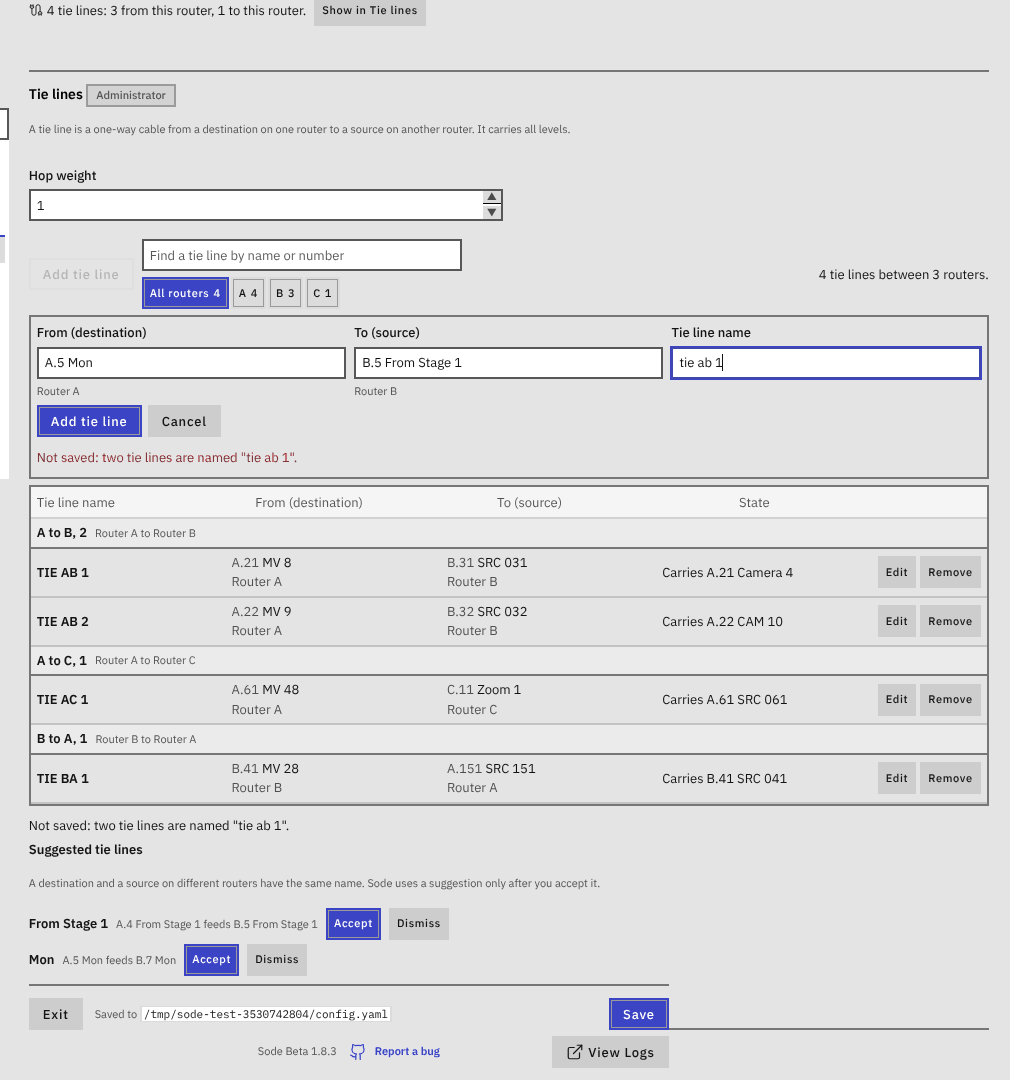 4 tie lines: 3 from this router, 1 to this router. Show in Tie lines
Tie lines Administrator
A tie line is a one-way cable from a destination on one router to a source on another router. It carries all levels.
Hop weight
1
Find a tie line by name or number
Add tie line
4 tie lines between 3 routers.
All routers 4 A 4 B 3 C 1
From (destination) To (source) Tie line name
A.5 Mon B.5 From Stage 1 tie ab 1
Router A Router B
Add tie line Cancel
Not saved: two tie lines are named "tie ab 1".
Tie line name From (destination) To (source) State
A to B, 2 Router A to Router B
TIE AB 1 A.21 MV 8 B.31 SRC 031 Carries A.21 Camera 4 Edit Remove
Router A Router B
TIE AB 2 A.22 MV 9 B.32 SRC 032 Carries A.22 CAM 10 Edit Remove
Router A Router B
A to C, 1 Router A to Router C
TIE AC 1 A.61 MV 48 C.11 Zoom 1 Carries A.61 SRC 061 Edit Remove
Router A Router C
B to A, 1 Router B to Router A
TIE BA 1 B.41 MV 28 A.151 SRC 151 Carries B.41 SRC 041 Edit Remove
Router B Router A
Not saved: two tie lines are named "tie ab 1".
Suggested tie lines
A destination and a source on different routers have the same name. Sode uses a suggestion only after you accept it.
From Stage 1 A.4 From Stage 1 feeds B.5 From Stage 1 Accept Dismiss
Mon A.5 Mon feeds B.7 Mon Accept Dismiss
Exit Saved to /tmp/sode-test-3530742804/config.yaml Save
Sode Beta 1.8.3 Report a bug View Logs